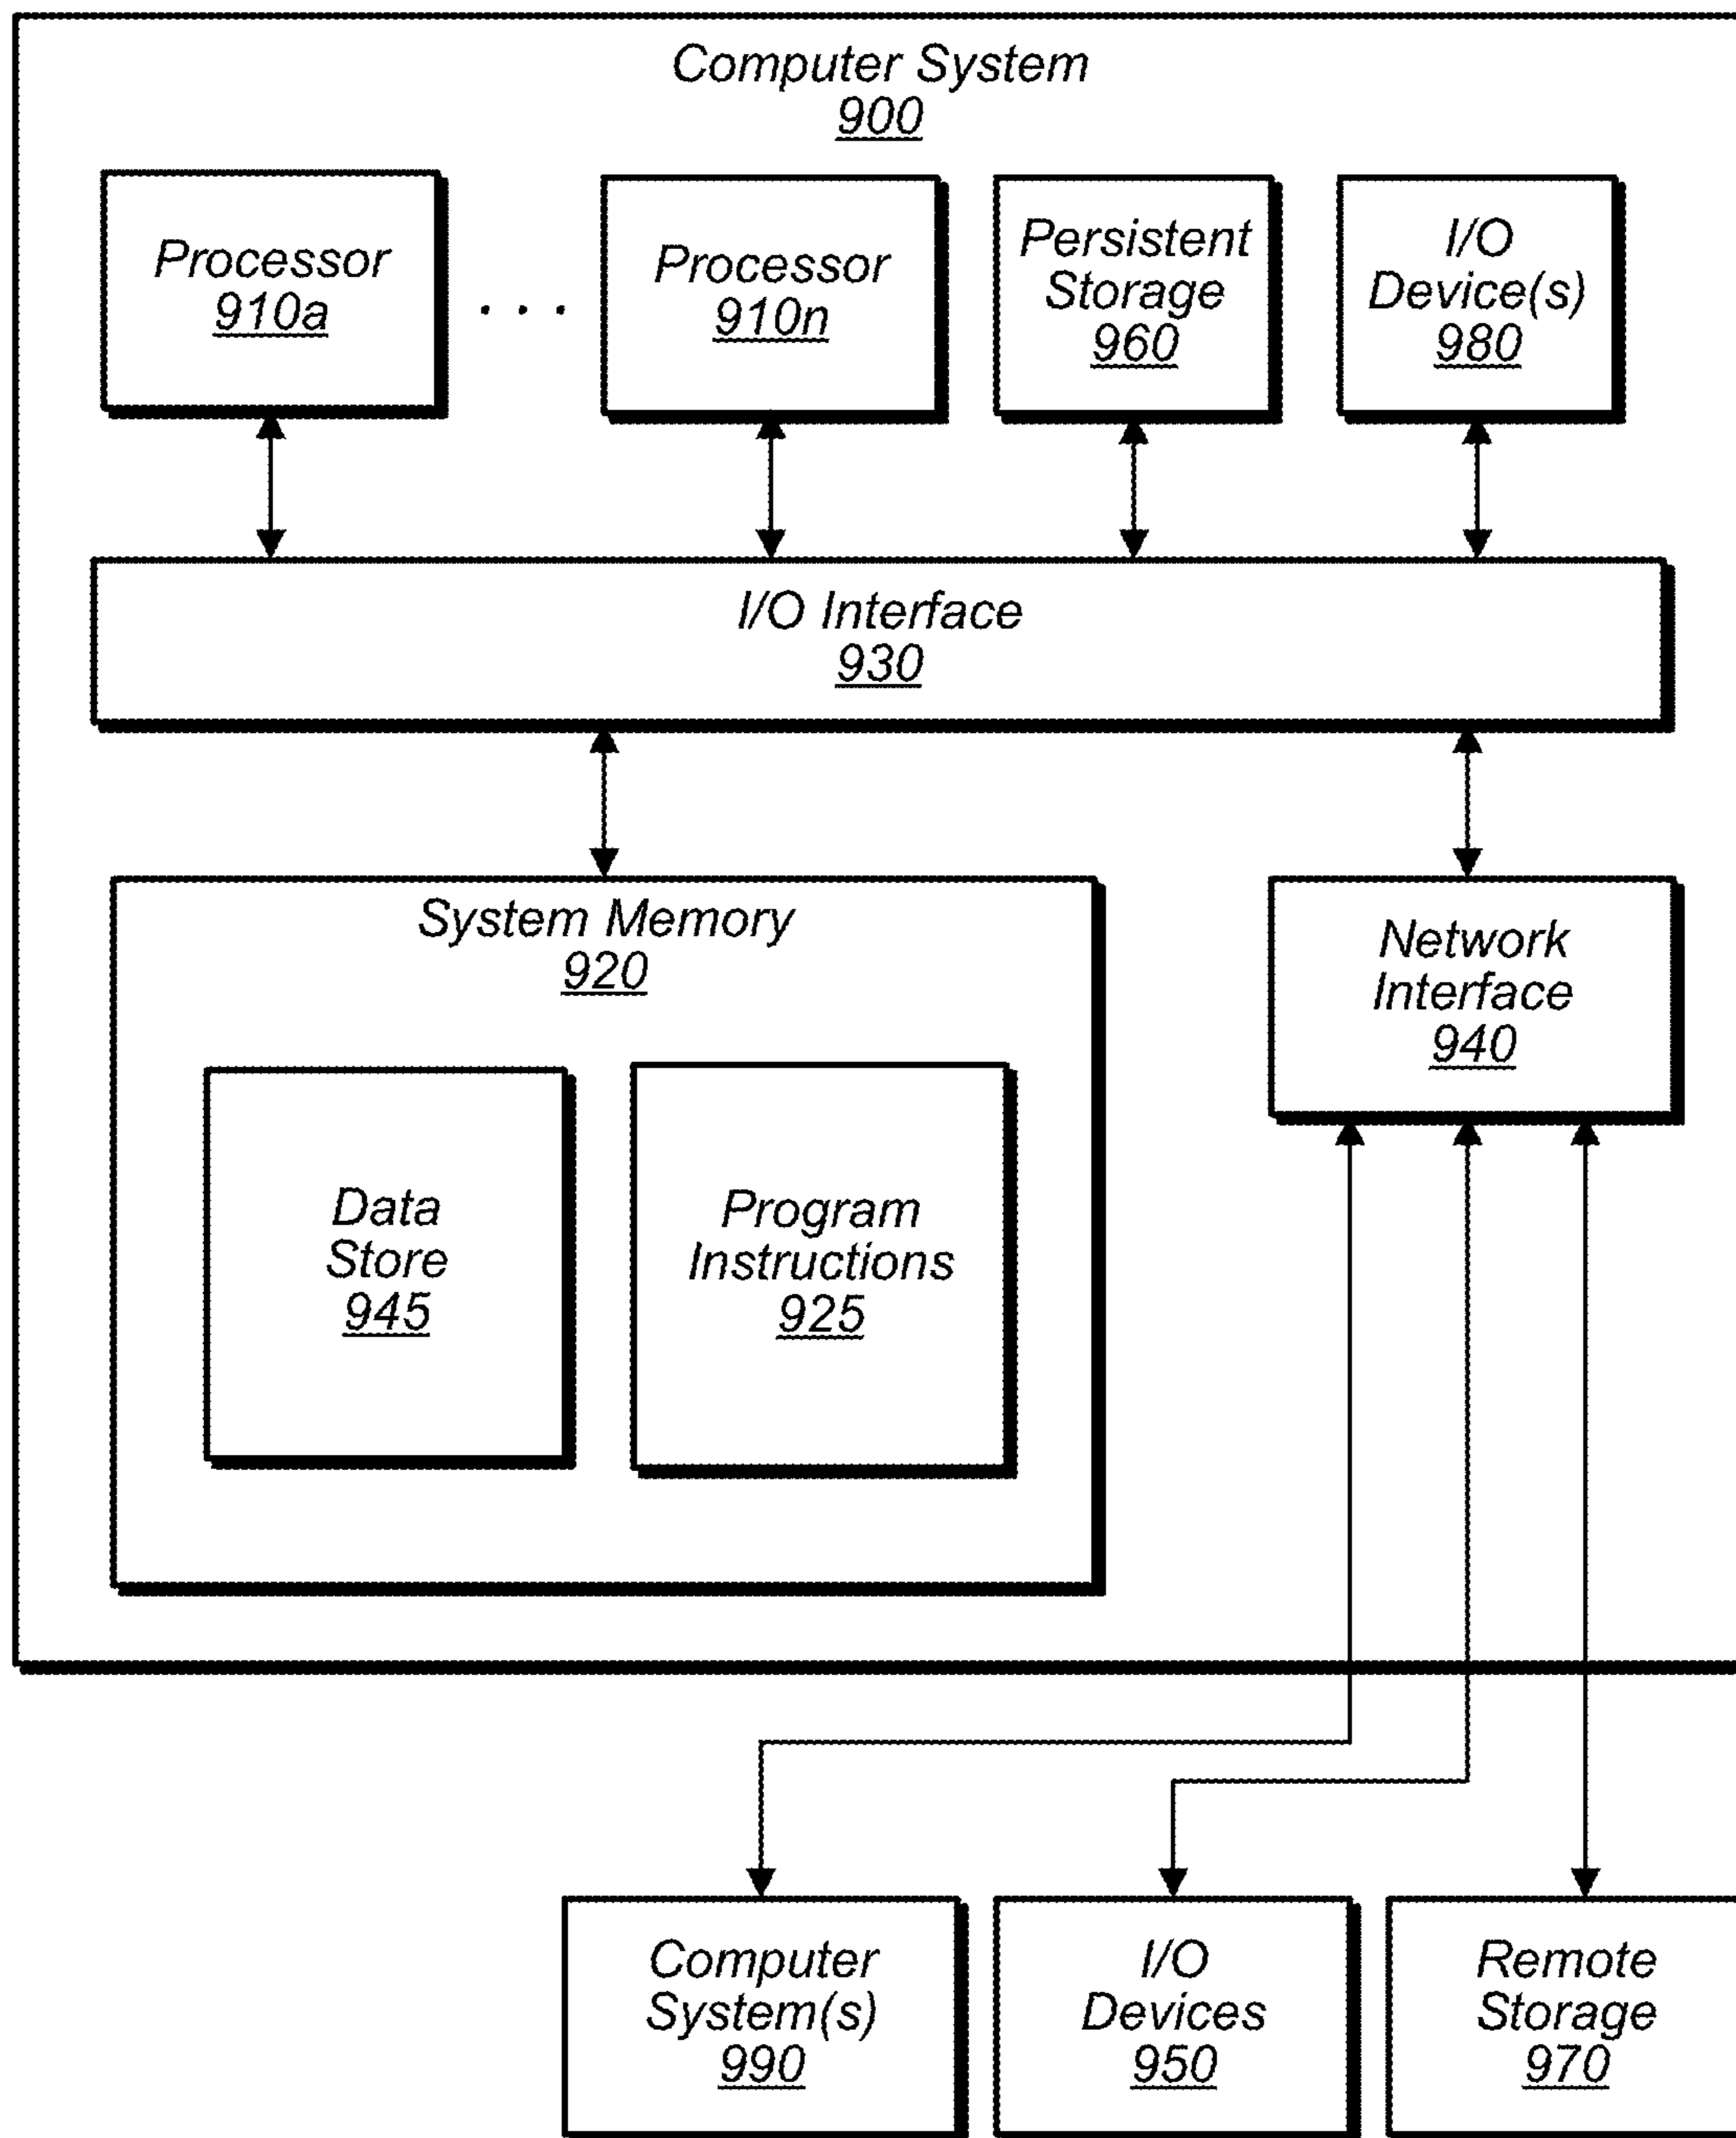 Computer System
900
Processor
910a
. . .
Processor
910n
Persistent
Storage
960
I/O
Device(s)
980
I/O Interface
930
System Memory
920
Network
Interface
940
Data
Store
945
Program
Instructions
925
Computer
System(s)
990
I/O
Devices
950
Remote
Storage
970